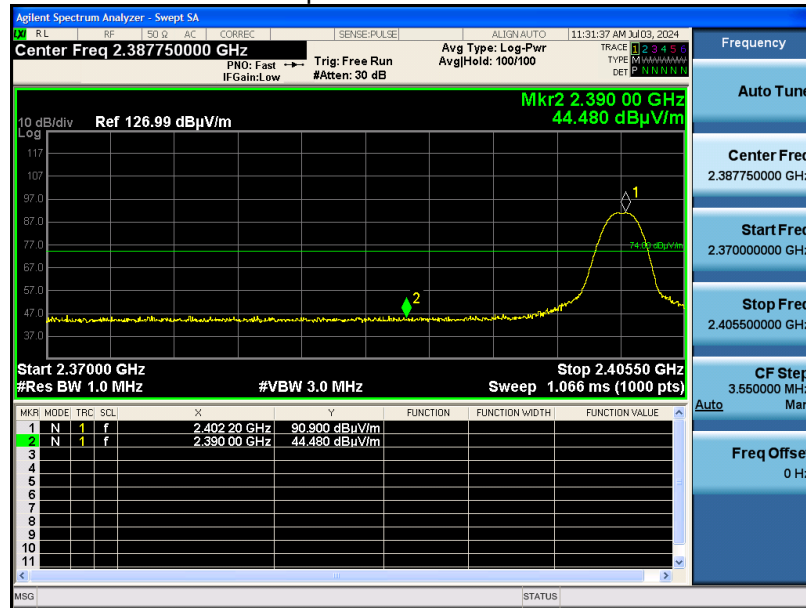 Agilent Spectrum Analyzer - Swept SA
LXI RL RF 50 Ω AC CORREC SENSE:PULSE ALIGN AUTO 11:31:37 AM Jul 03, 2024
Center Freq 2.387750000 GHz
PNO: Fast
IFGain:Low
Trig: Free Run
#Atten: 30 dB
Avg Type: Log-Pwr
Avg|Hold: 100/100
TRACE 1 2 3 4 5 6
TYPE M
DET P N N N N N
Mkr2 2.390 00 GHz
44.480 dBµV/m
10 dB/div Ref 126.99 dBµV/m
Log
117
107
97.0
87.0
77.0
67.0
57.0
47.0
37.0
1
74.00 dBµV/m
2
Start 2.37000 GHz Stop 2.40550 GHz
#Res BW 1.0 MHz #VBW 3.0 MHz Sweep 1.066 ms (1000 pts)
MKR MODE TRC SCL X Y FUNCTION FUNCTION WIDTH FUNCTION VALUE
1 N 1 f 2.402 20 GHz 90.900 dBµV/m
2 N 1 f 2.390 00 GHz 44.480 dBµV/m
3
4
5
6
7
8
9
10
11
MSG STATUS
Frequency
Auto Tune
Center Freq
2.387750000 GHz
Start Freq
2.370000000 GHz
Stop Freq
2.405500000 GHz
CF Step
3.550000 MHz
Auto Man
Freq Offset
0 Hz